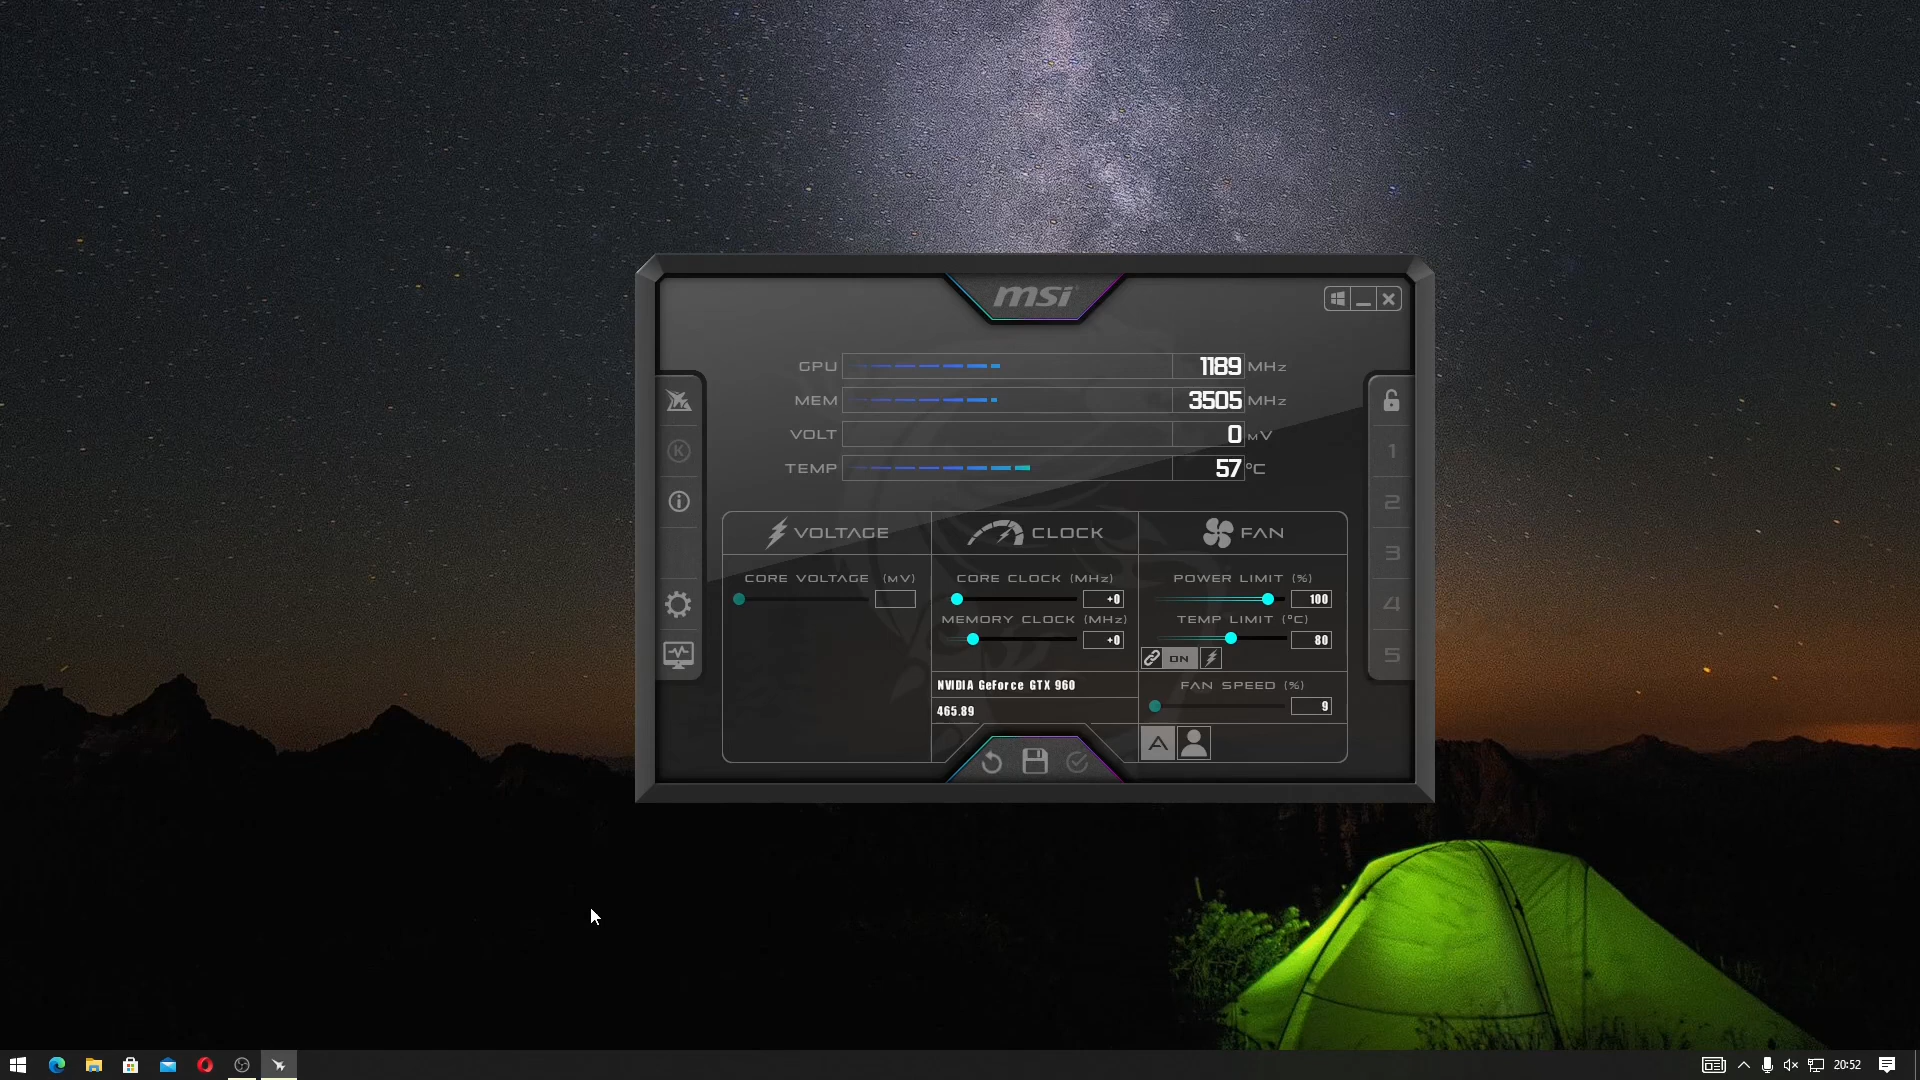 msi
GPU 1189 MHz
MEM 3505 MHz
VOLT 0 MV
TEMP 57 °C
K
1
2
3
4
5
VOLTAGE CLOCK FAN
CORE VOLTAGE (MV) CORE CLOCK (MHz) POWER LIMIT (%)
+0 100
MEMORY CLOCK (MHz) TEMP LIMIT (°C)
+0 80
ON
NVIDIA GeForce GTX 960 FAN SPEED (%)
465.89 9
A
20:52